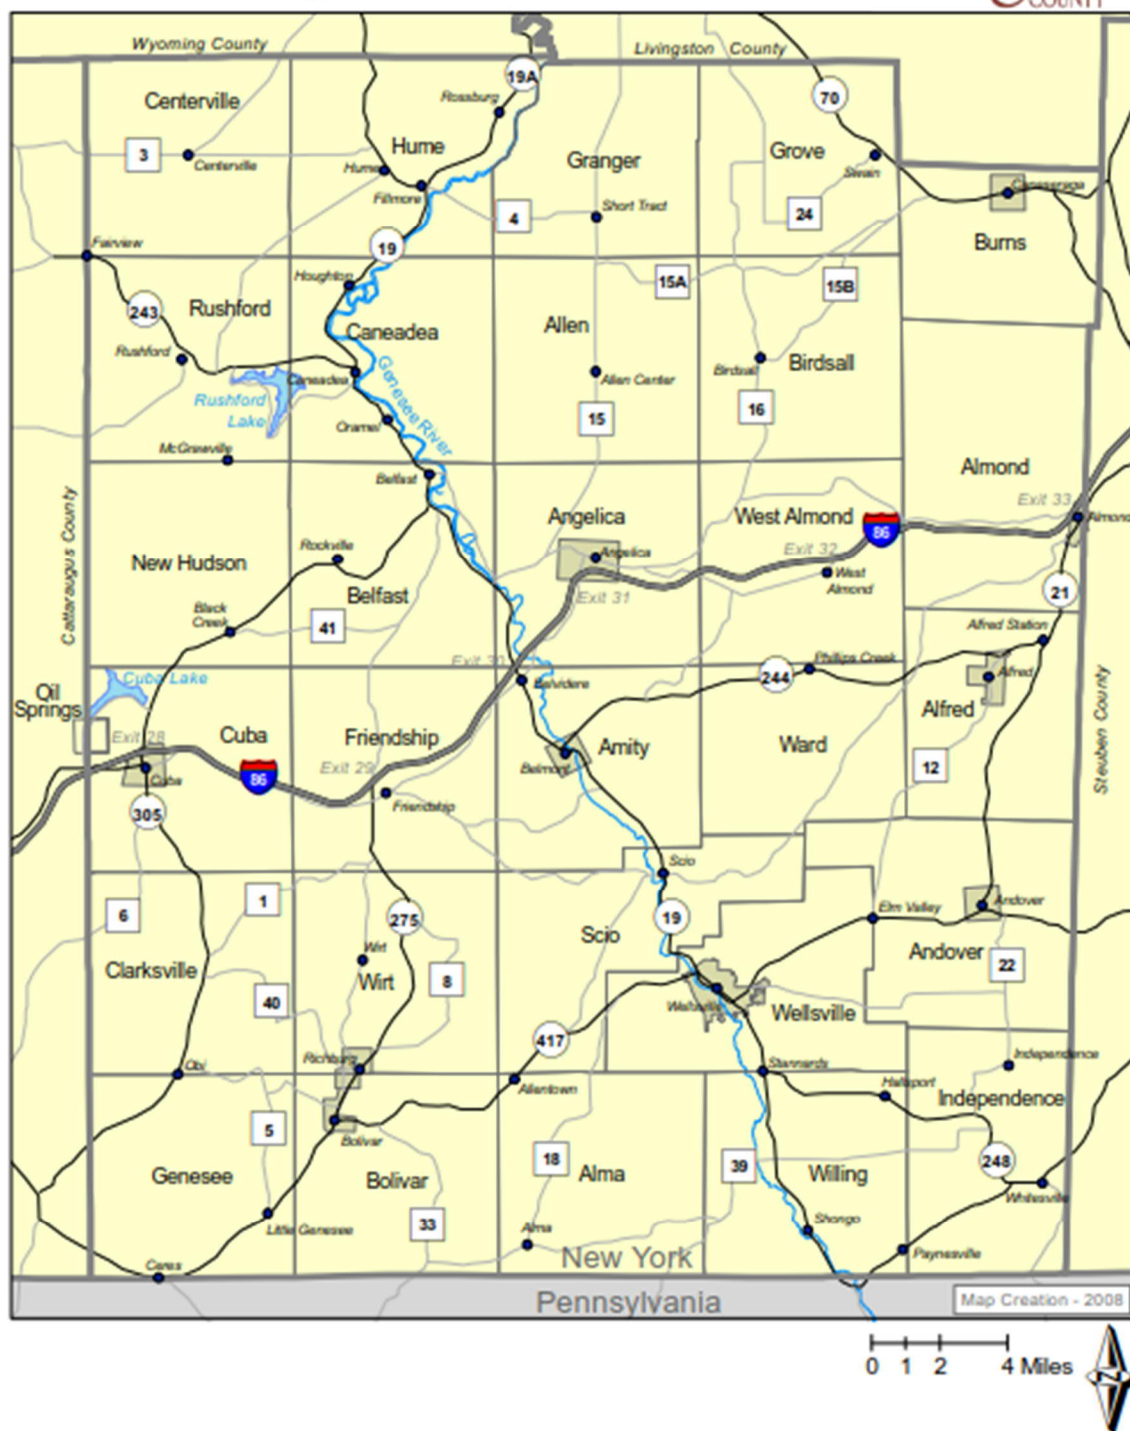 COUNTY
Wyoming County
Livingston County
19A
Centerville
Rossburg
70
Hume
Grove
3
Centerville
Hume
Granger
Swain
Fillmore
4
Short Tract
24
Canaseraga
Fairview
19
Burns
Houghton
15A
15B
243
Rushford
Caneadea
Allen
Rushford
Genesee River
Birdsall
Birdsall
Caneadea
Allen Center
Rushford
Lake
15
16
Oramel
McGrawville
Belfast
Almond
Exit 33
Angelica
West Almond
86
Almond
Cattaraugus County
New Hudson
Rockville
Angelica
Exit 32
West
Almond
Belfast
Exit 31
21
Black
Creek
41
Alfred Station
Exit 30
Phillips Creek
Cuba Lake
Belvidere
244
Alfred
Steuben County
Oil
Springs
Alfred
Exit 28
Cuba
Friendship
Amity
Ward
12
Exit 29
Belmont
Cuba
86
Friendship
305
Scio
6
1
275
19
Elm Valley
Andover
Scio
Andover
22
Clarksville
Wirt
Wirt
8
40
Wellsville
Wellsville
417
Richburg
Obi
Stannards
Independence
Allentown
Hallsport
Independence
5
Bolivar
18
39
248
Genesee
Bolivar
Alma
Willing
Whitesville
Little Genesee
33
Alma
Shongo
New York
Paynesville
Ceres
Pennsylvania
Map Creation - 2008
0 1 2 4 Miles
N